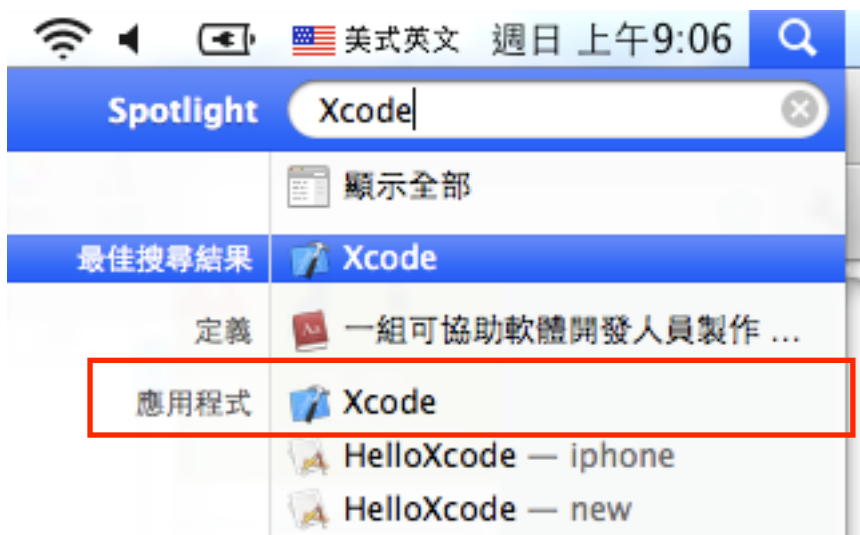 美式英文 週日 上午9:06
Spotlight Xcode
顯示全部
最佳搜尋結果 Xcode
定義 Aa 一組可協助軟體開發人員製作 ...
應用程式 Xcode
HelloXcode — iphone
HelloXcode — new